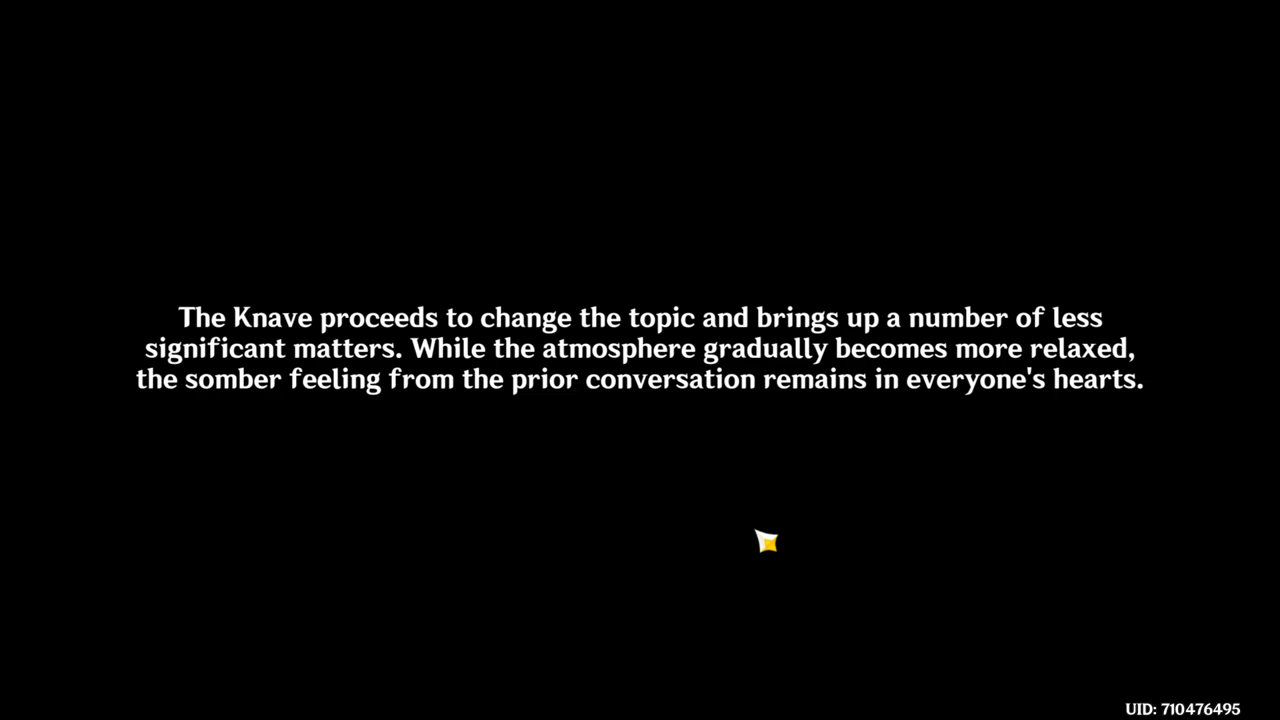 The Knave proceeds to change the topic and brings up a number of less
significant matters. While the atmosphere gradually becomes more relaxed,
the somber feeling from the prior conversation remains in everyone's hearts.
UID: 710476495